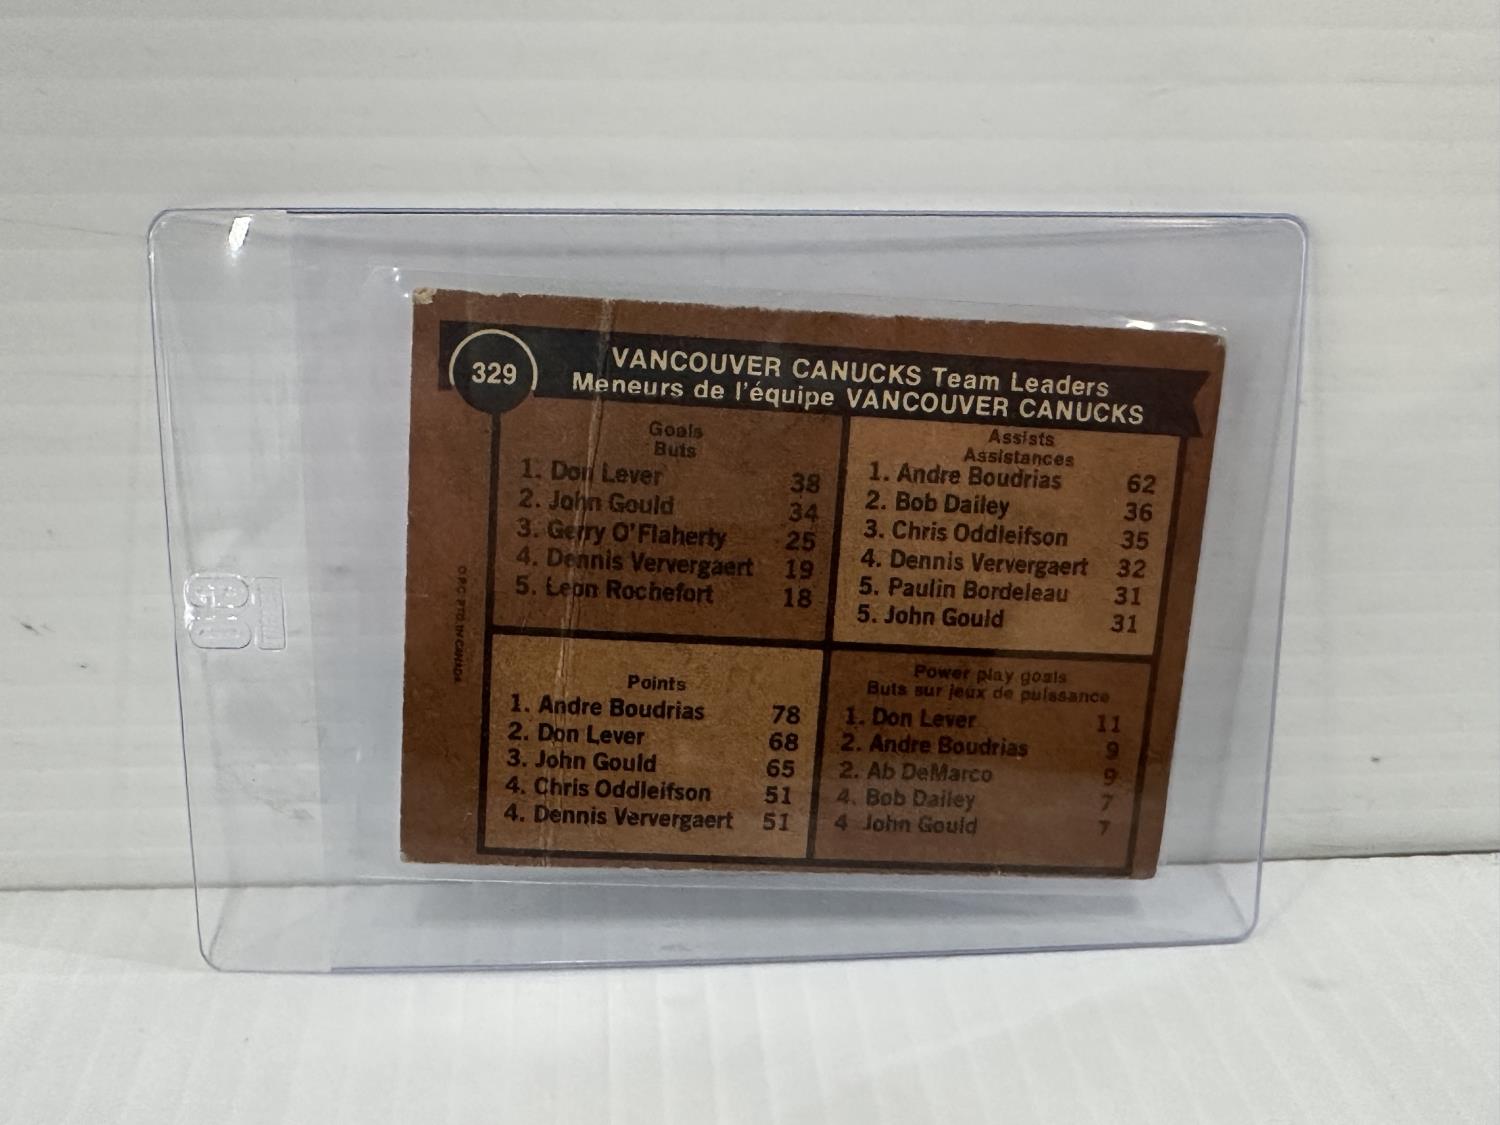 329
VANCOUVER CANUCKS Team Leaders
Meneurs de l'équipe VANCOUVER CANUCKS
Goals
Buts
1. Don Lever 38
2. John Gould 34
3. Gerry O'Flaherty 25
4. Dennis Ververgaert 19
5. Leon Rochefort 18
Assists
Assistances
1. Andre Boudrias 62
2. Bob Dailey 36
3. Chris Oddleifson 35
4. Dennis Ververgaert 32
5. Paulin Bordeleau 31
5. John Gould 31
Points
1. Andre Boudrias 78
2. Don Lever 68
3. John Gould 65
4. Chris Oddleifson 51
4. Dennis Ververgaert 51
Power play goals
Buts sur jeux de puissance
1. Don Lever 11
2. Andre Boudrias 9
2. Ab DeMarco 9
4. Bob Dailey 7
4 John Gould 7
O.P.C. PTD. IN CANADA